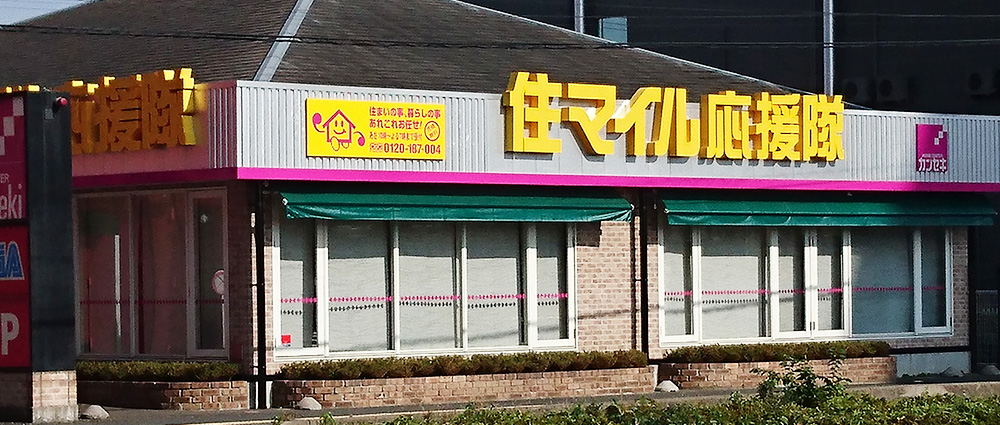 応援隊
住まいの事、暮らしの事
あれこれお任せ!
0120-187-004
住マイル応援隊
カンセキ
eki
P